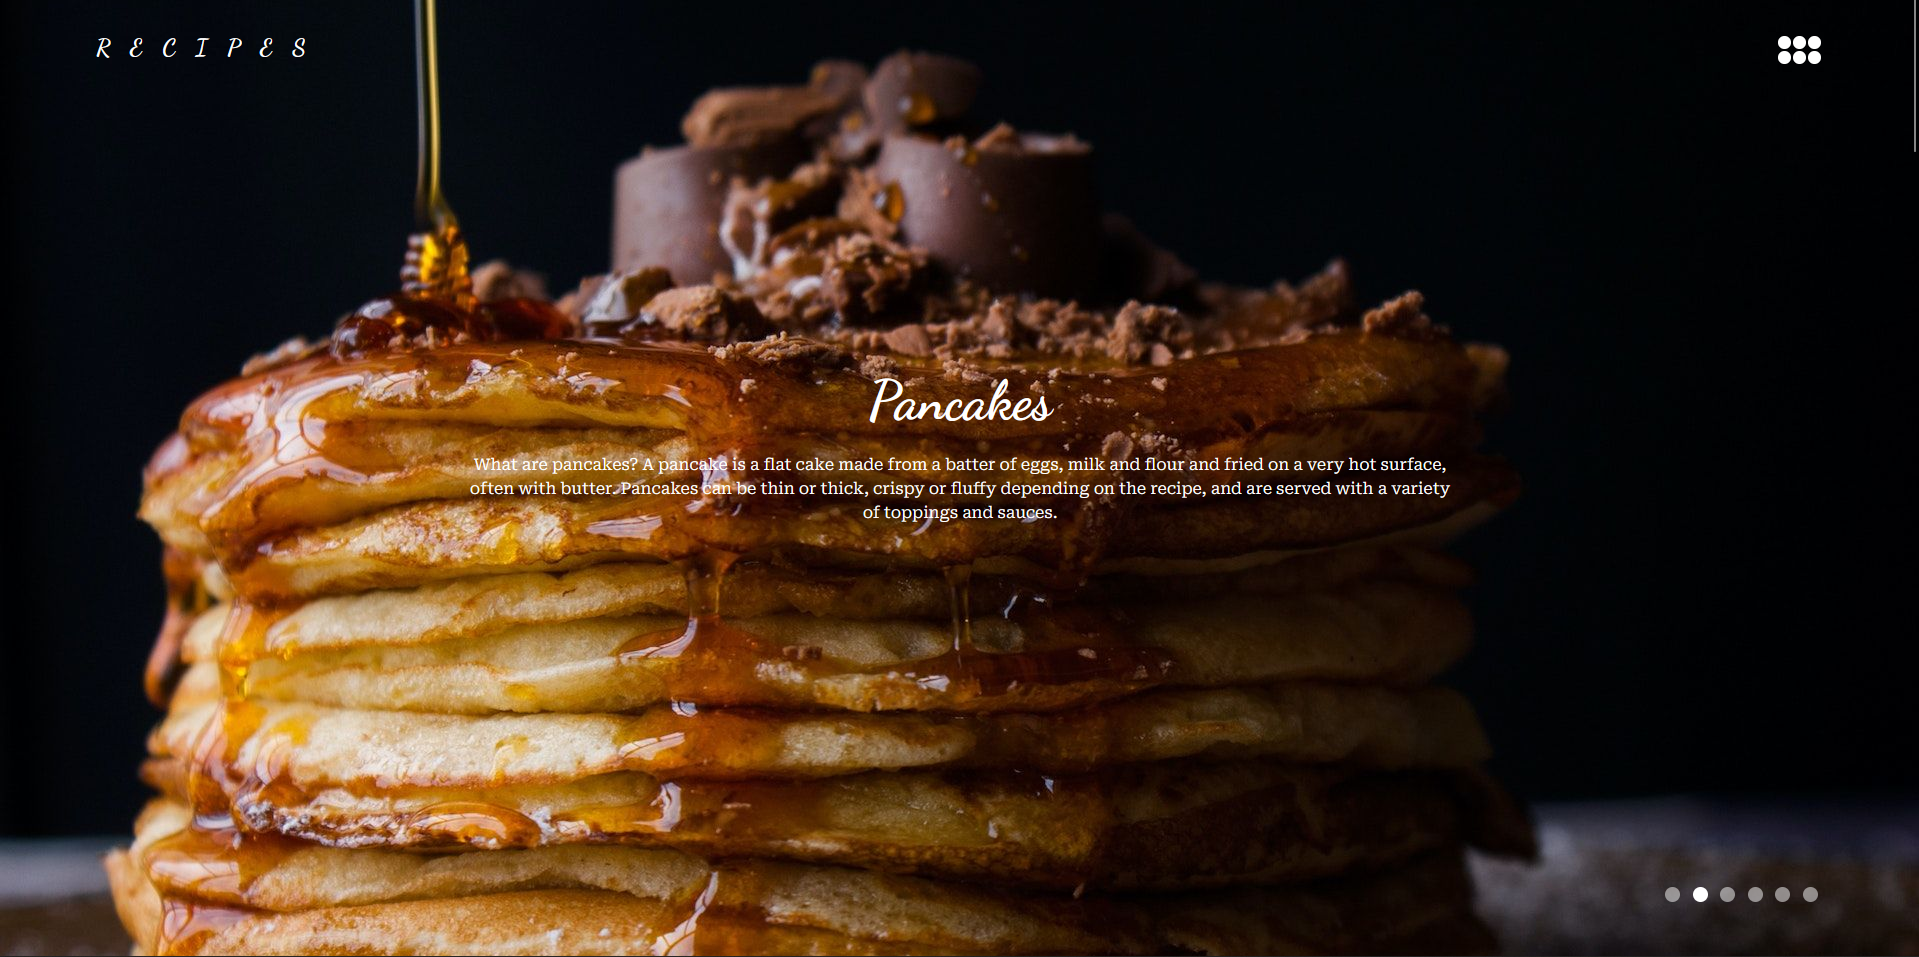 RECIPES
Pancakes
What are pancakes? A pancake is a flat cake made from a batter of eggs, milk and flour and fried on a very hot surface,
often with butter. Pancakes can be thin or thick, crispy or fluffy depending on the recipe, and are served with a variety
of toppings and sauces.